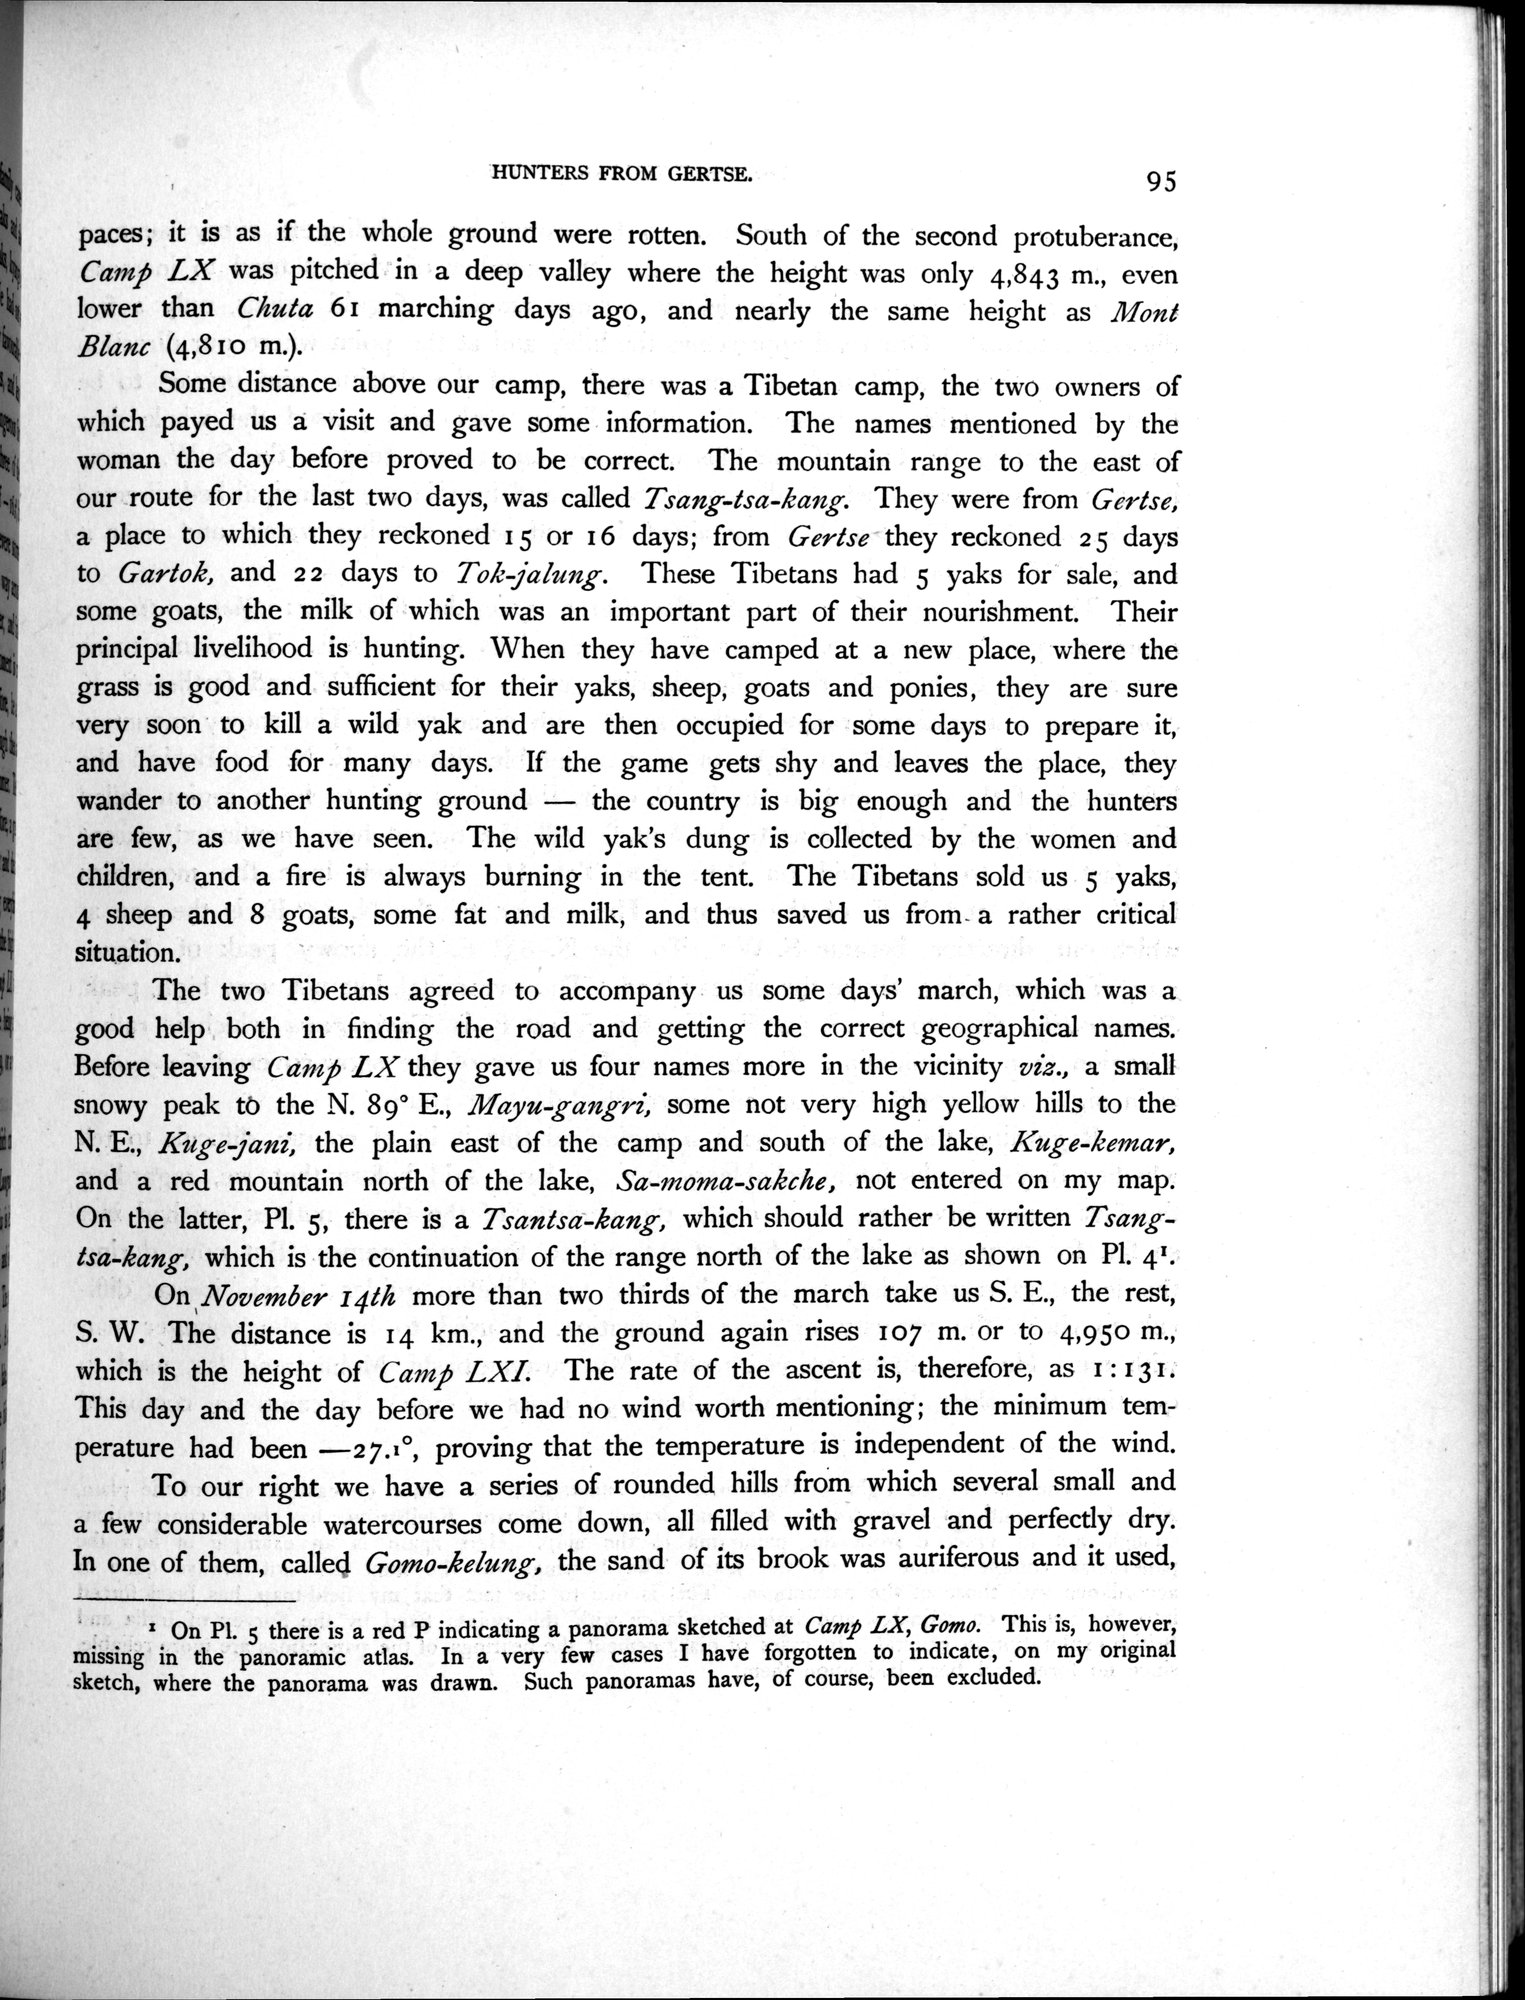 HUNTERS FROM GERTSE.
95
paces; it is as if the whole ground were rotten. South of the second protuberance,
Camp LX was pitched in a deep valley where the height was only 4,843 m., even
lower than Chuta 61 marching days ago, and nearly the same height as Mont
Blanc (4,810 m.).
Some distance above our camp, there was a Tibetan camp, the two owners of
which payed us a visit and gave some information. The names mentioned by the
woman the day before proved to be correct. The mountain range to the east of
our route for the last two days, was called Tsang-tsa-kang. They were from Gertse,
a place to which they reckoned 15 or 16 days; from Gertse they reckoned 25 days
to Gartok, and 22 days to Tok-jalung. These Tibetans had 5 yaks for sale, and
some goats, the milk of which was an important part of their nourishment. Their
principal livelihood is hunting. When they have camped at a new place, where the
grass is good and sufficient for their yaks, sheep, goats and ponies, they are sure
very soon to kill a wild yak and are then occupied for some days to prepare it,
and have food for many days. If the game gets shy and leaves the place, they
wander to another hunting ground — the country is big enough and the hunters
are few, as we have seen. The wild yak's dung is collected by the women and
children, and a fire is always burning in the tent. The Tibetans sold us 5 yaks,
4 sheep and 8 goats, some fat and milk, and thus saved us from a rather critical
situation.
The two Tibetans agreed to accompany us some days' march, which was a
good help both in finding the road and getting the correct geographical names.
Before leaving Camp LX they gave us four names more in the vicinity viz., a small
snowy peak to the N. 89° E., Mayu-gangri, some not very high yellow hills to the
N. E., Kuge-jani, the plain east of the camp and south of the lake, Kuge-kemar,
and a red mountain north of the lake, Sa-moma-sakche, not entered on my map.
On the latter, Pl. 5, there is a Tsantsa-kang, which should rather be written Tsang-
tsa-kang, which is the continuation of the range north of the lake as shown on Pl. 4¹.
On November 14th more than two thirds of the march take us S. E., the rest,
S. W. The distance is 14 km., and the ground again rises 107 m. or to 4,950 m.,
which is the height of Camp LXI. The rate of the ascent is, therefore, as 1:131.
This day and the day before we had no wind worth mentioning; the minimum tem-
perature had been —27.1°, proving that the temperature is independent of the wind.
To our right we have a series of rounded hills from which several small and
a few considerable watercourses come down, all filled with gravel and perfectly dry.
In one of them, called Gomo-kelung, the sand of its brook was auriferous and it used,
¹ On Pl. 5 there is a red P indicating a panorama sketched at Camp LX, Gomo. This is, however,
missing in the panoramic atlas. In a very few cases I have forgotten to indicate, on my original
sketch, where the panorama was drawn. Such panoramas have, of course, been excluded.